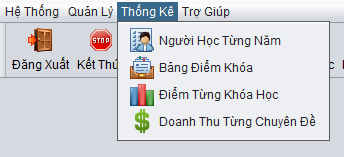 Hệ Thống Quản Lý Thống Kê Trợ Giúp
Người Học Từng Năm
STOP
Bảng Điểm Khóa
Đăng Xuất Kết
Điểm Từng Khóa Học
Doanh Thu Từng Chuyên Đề